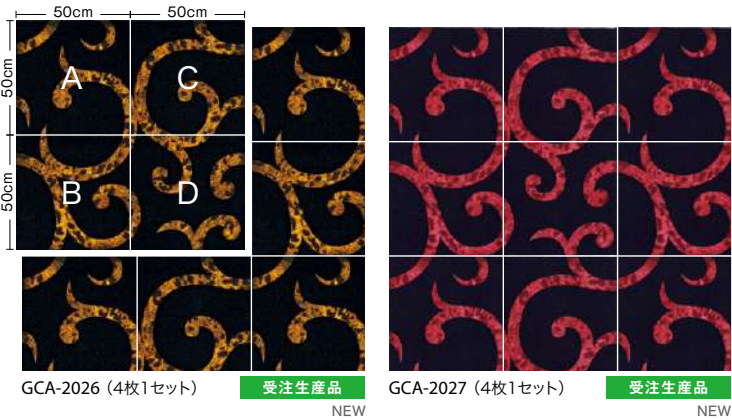 50cm 50cm
50cm
A C
50cm
B D
GCA-2026（4枚1セット） 受注生産品
NEW
GCA-2027（4枚1セット） 受注生産品
NEW